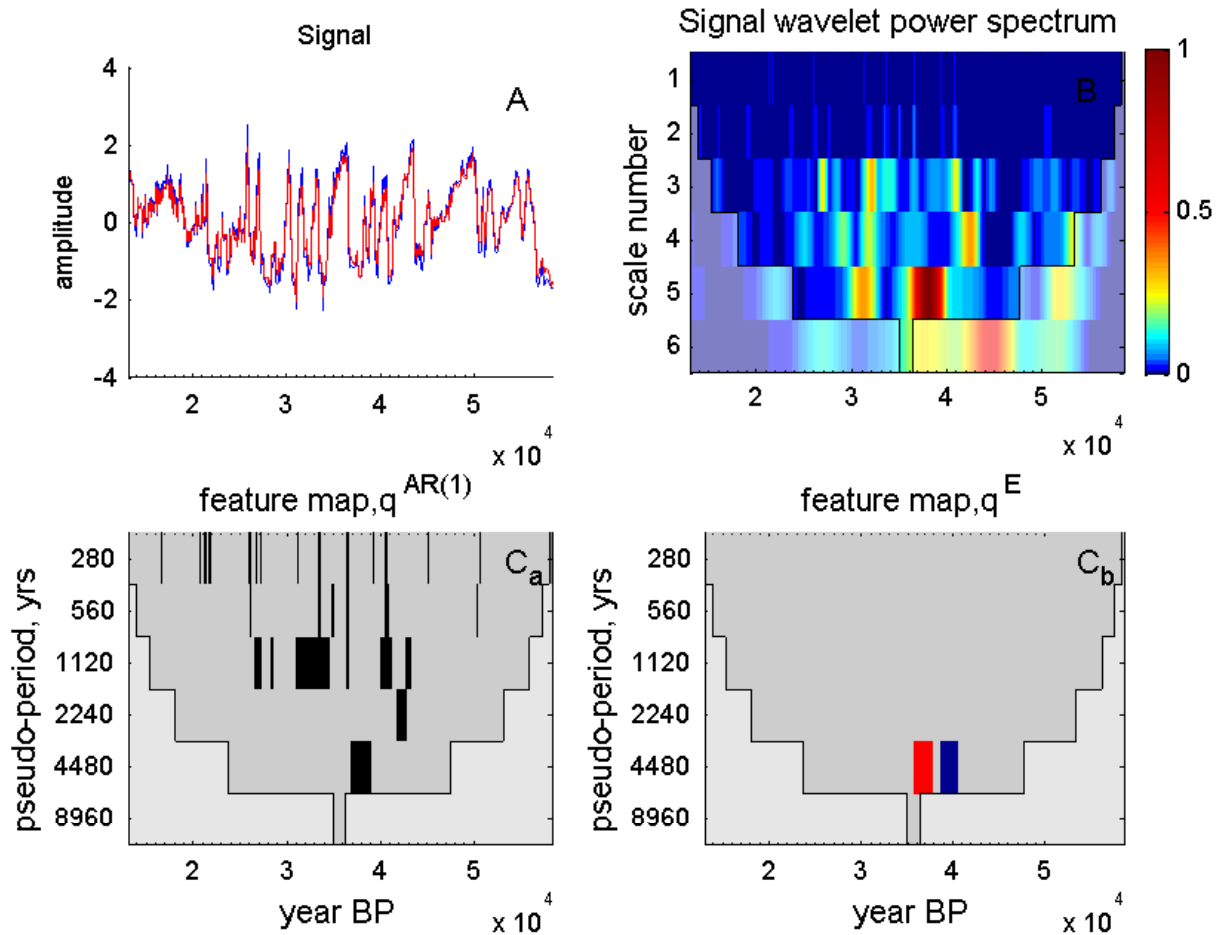 Signal
A
amplitude
4
2
0
-2
-4
2 3 4 5
x 10 4
Signal wavelet power spectrum
B
scale number
1
2
3
4
5
6
2 3 4 5
x 10 4
1
0.5
0
feature map,q AR(1)
Ca
pseudo-period, yrs
280
560
1120
2240
4480
8960
2 3 4 5
x 10 4
year BP
feature map,q E
Cb
pseudo-period, yrs
280
560
1120
2240
4480
8960
2 3 4 5
x 10 4
year BP